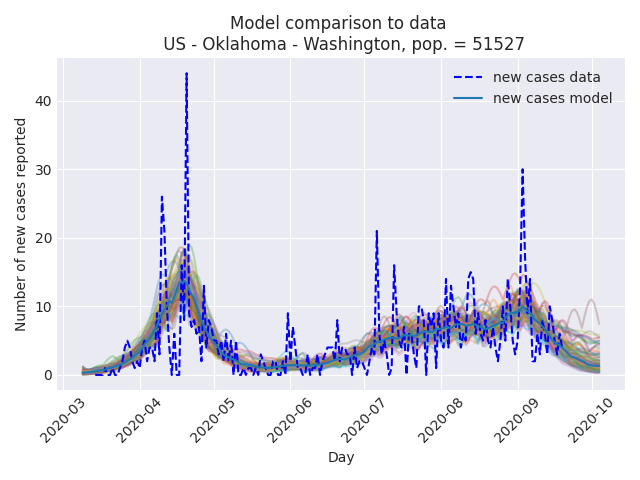 Model comparison to data
US - Oklahoma - Washington, pop. = 51527
new cases data
new cases model
Number of new cases reported
40
30
20
10
0
2020-03
2020-04
2020-05
2020-06
2020-07
2020-08
2020-09
2020-10
Day